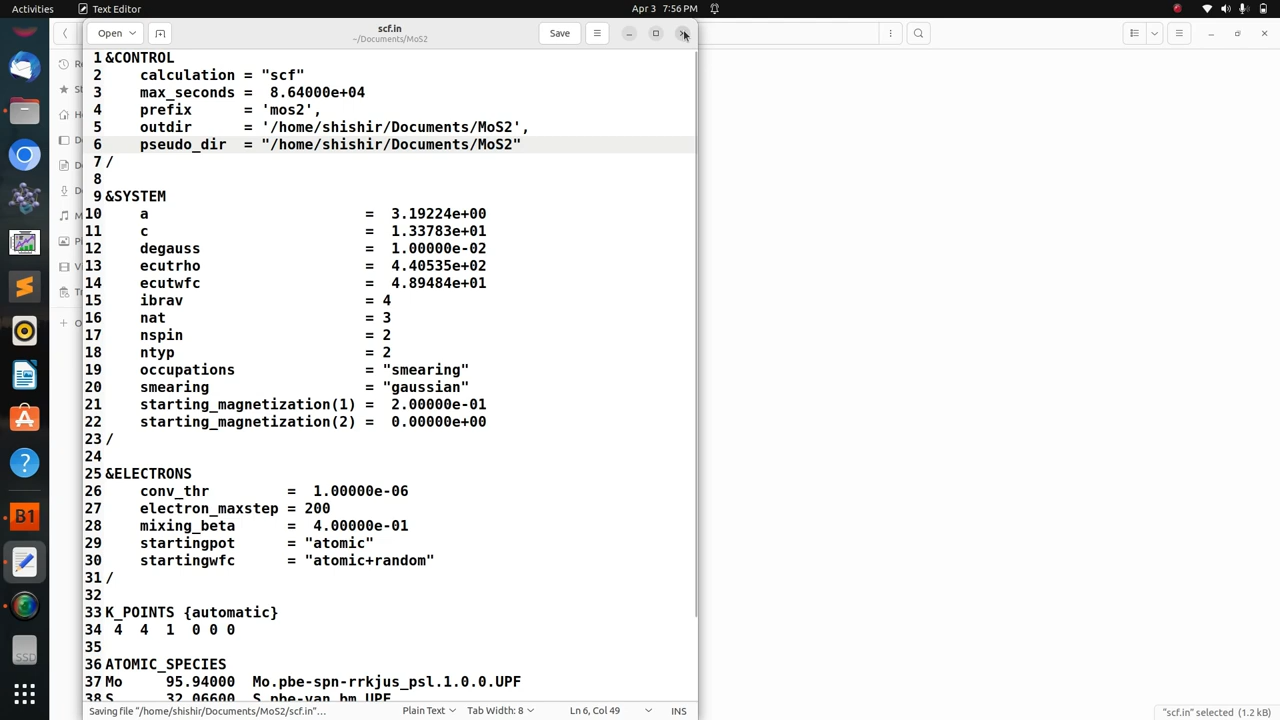 Activities Text Editor Apr 3 7:56 PM
Open scf.in Save
~/Documents/MoS2
1 &CONTROL
2 calculation = "scf"
3 max_seconds = 8.64000e+04
4 prefix = 'mos2',
5 outdir = '/home/shishir/Documents/MoS2',
6 pseudo_dir = "/home/shishir/Documents/MoS2"
7 /
8
9 &SYSTEM
10 a = 3.19224e+00
11 c = 1.33783e+01
12 degauss = 1.00000e-02
13 ecutrho = 4.40535e+02
14 ecutwfc = 4.89484e+01
15 ibrav = 4
16 nat = 3
17 nspin = 2
18 ntyp = 2
19 occupations = "smearing"
20 smearing = "gaussian"
21 starting_magnetization(1) = 2.00000e-01
22 starting_magnetization(2) = 0.00000e+00
23 /
24
25 &ELECTRONS
26 conv_thr = 1.00000e-06
27 electron_maxstep = 200
28 mixing_beta = 4.00000e-01
29 startingpot = "atomic"
30 startingwfc = "atomic+random"
31 /
32
33 K_POINTS {automatic}
34 4 4 1 0 0 0
35
36 ATOMIC_SPECIES
37 Mo 95.94000 Mo.pbe-spn-rrkjus_psl.1.0.0.UPF
38 S 32.06600 S.pbe-van_bm.UPF
Saving file "/home/shishir/Documents/MoS2/scf.in"… Plain Text Tab Width: 8 Ln 6, Col 49 INS
"scf.in" selected (1.2 kB)
B1
SSD